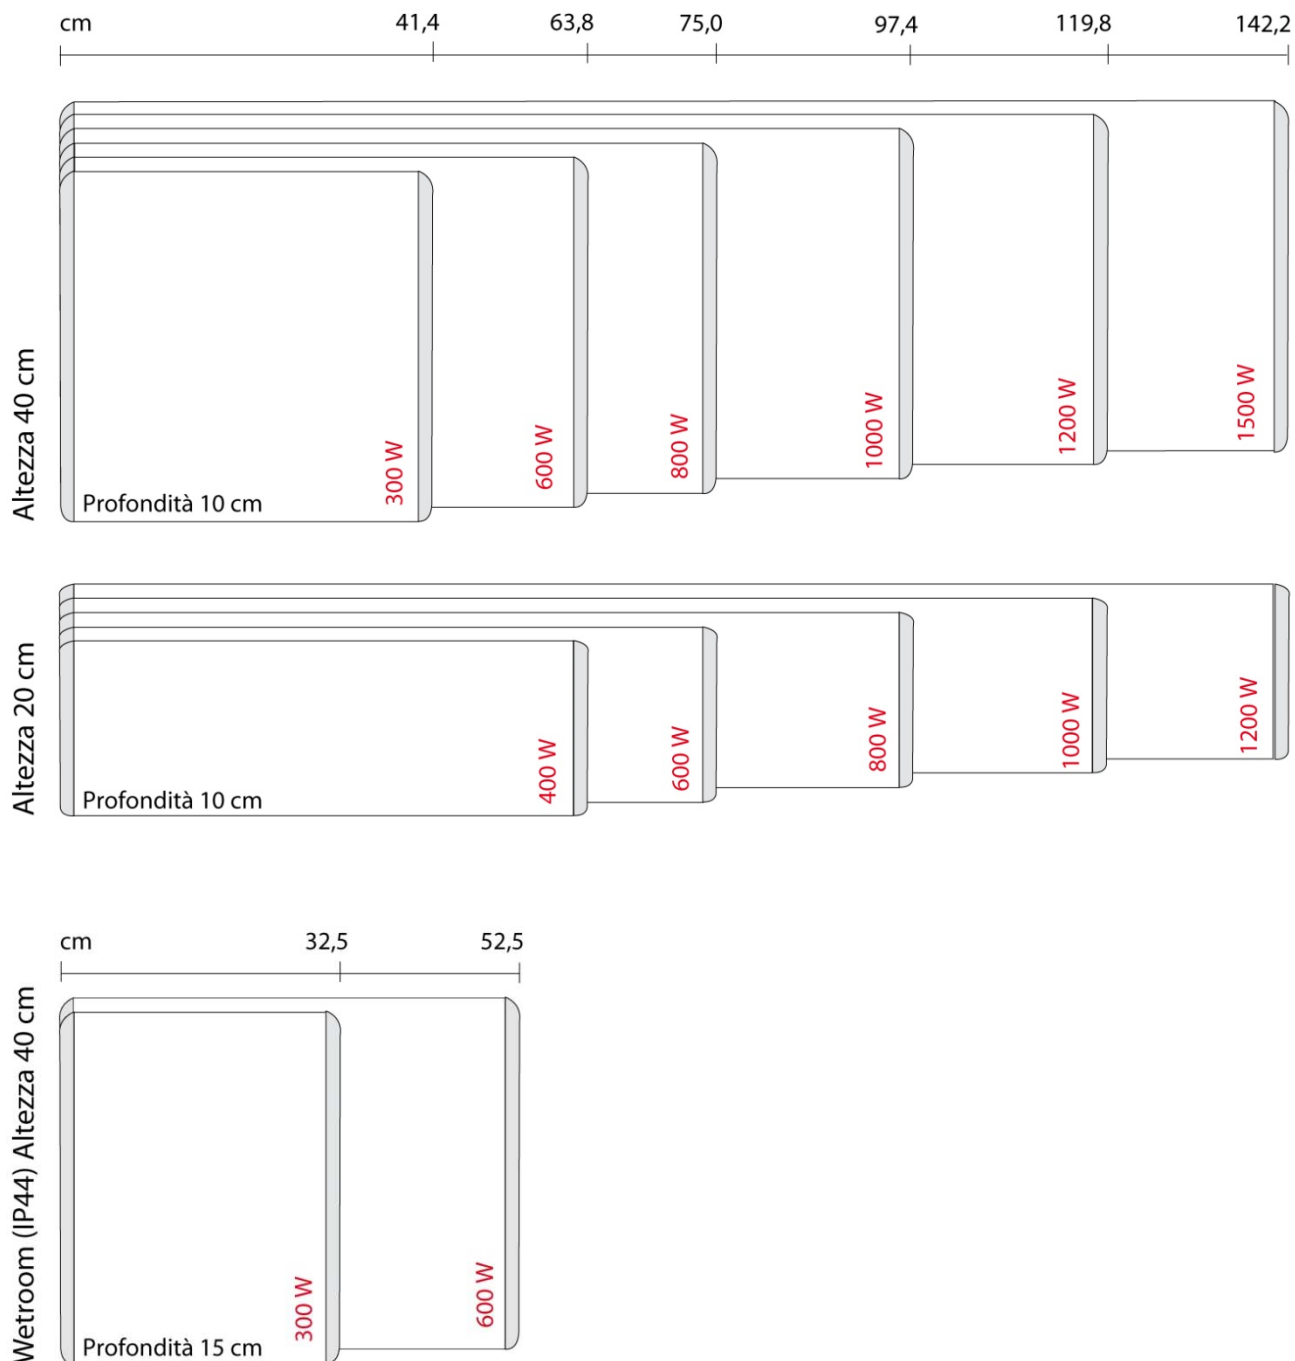 cm 41,4 63,8 75,0 97,4 119,8 142,2
Altezza 40 cm
Profondità 10 cm
300 W
600 W
800 W
1000 W
1200 W
1500 W
Altezza 20 cm
Profondità 10 cm
400 W
600 W
800 W
1000 W
1200 W
cm 32,5 52,5
Wetroom (IP44) Altezza 40 cm
Profondità 15 cm
300 W
600 W